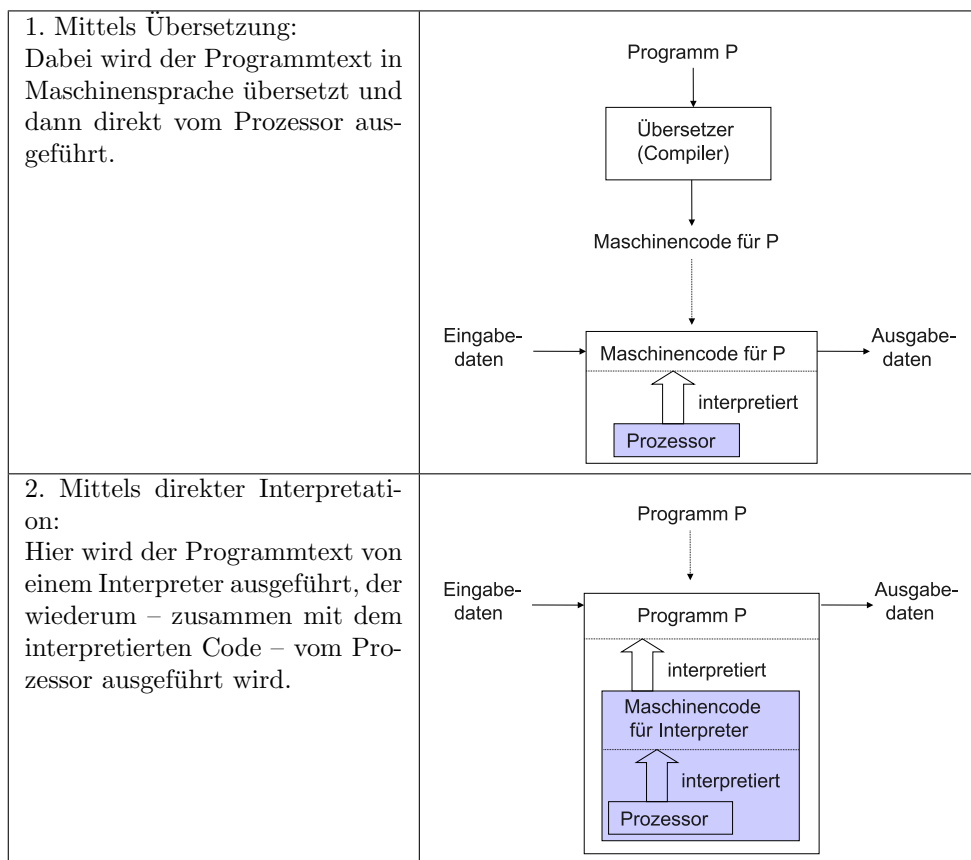 1. Mittels Übersetzung:
Dabei wird der Programmtext in
Maschinensprache übersetzt und
dann direkt vom Prozessor aus-
geführt.
Programm P
Übersetzer
(Compiler)
Maschinencode für P
Eingabe-
daten
Maschinencode für P
Ausgabe-
daten
interpretiert
Prozessor
2. Mittels direkter Interpretati-
on:
Hier wird der Programmtext von
einem Interpreter ausgeführt, der
wiederum – zusammen mit dem
interpretierten Code – vom Pro-
zessor ausgeführt wird.
Programm P
Eingabe-
daten
Programm P
Ausgabe-
daten
interpretiert
Maschinencode
für Interpreter
interpretiert
Prozessor